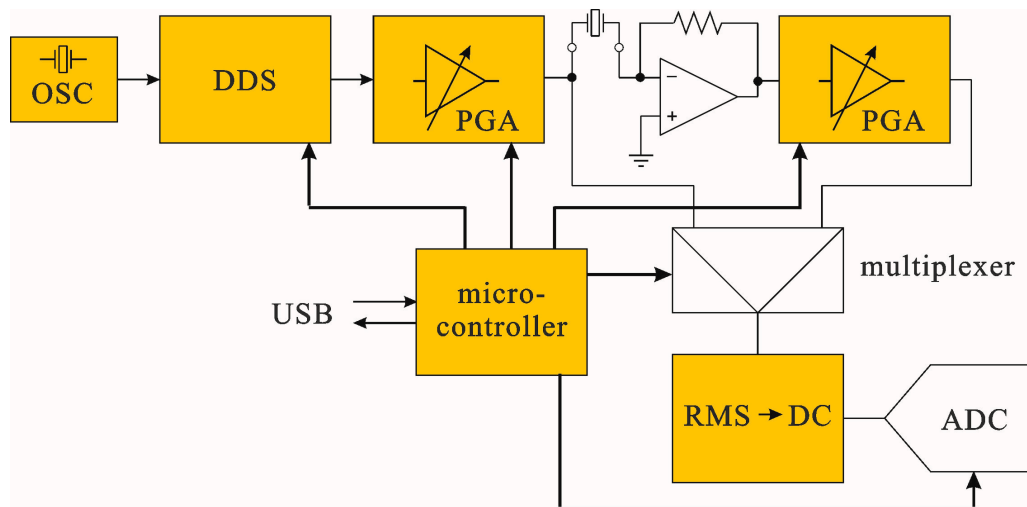 OSC
DDS
PGA
−
+
PGA
multiplexer
USB
micro-
controller
RMS → DC
ADC